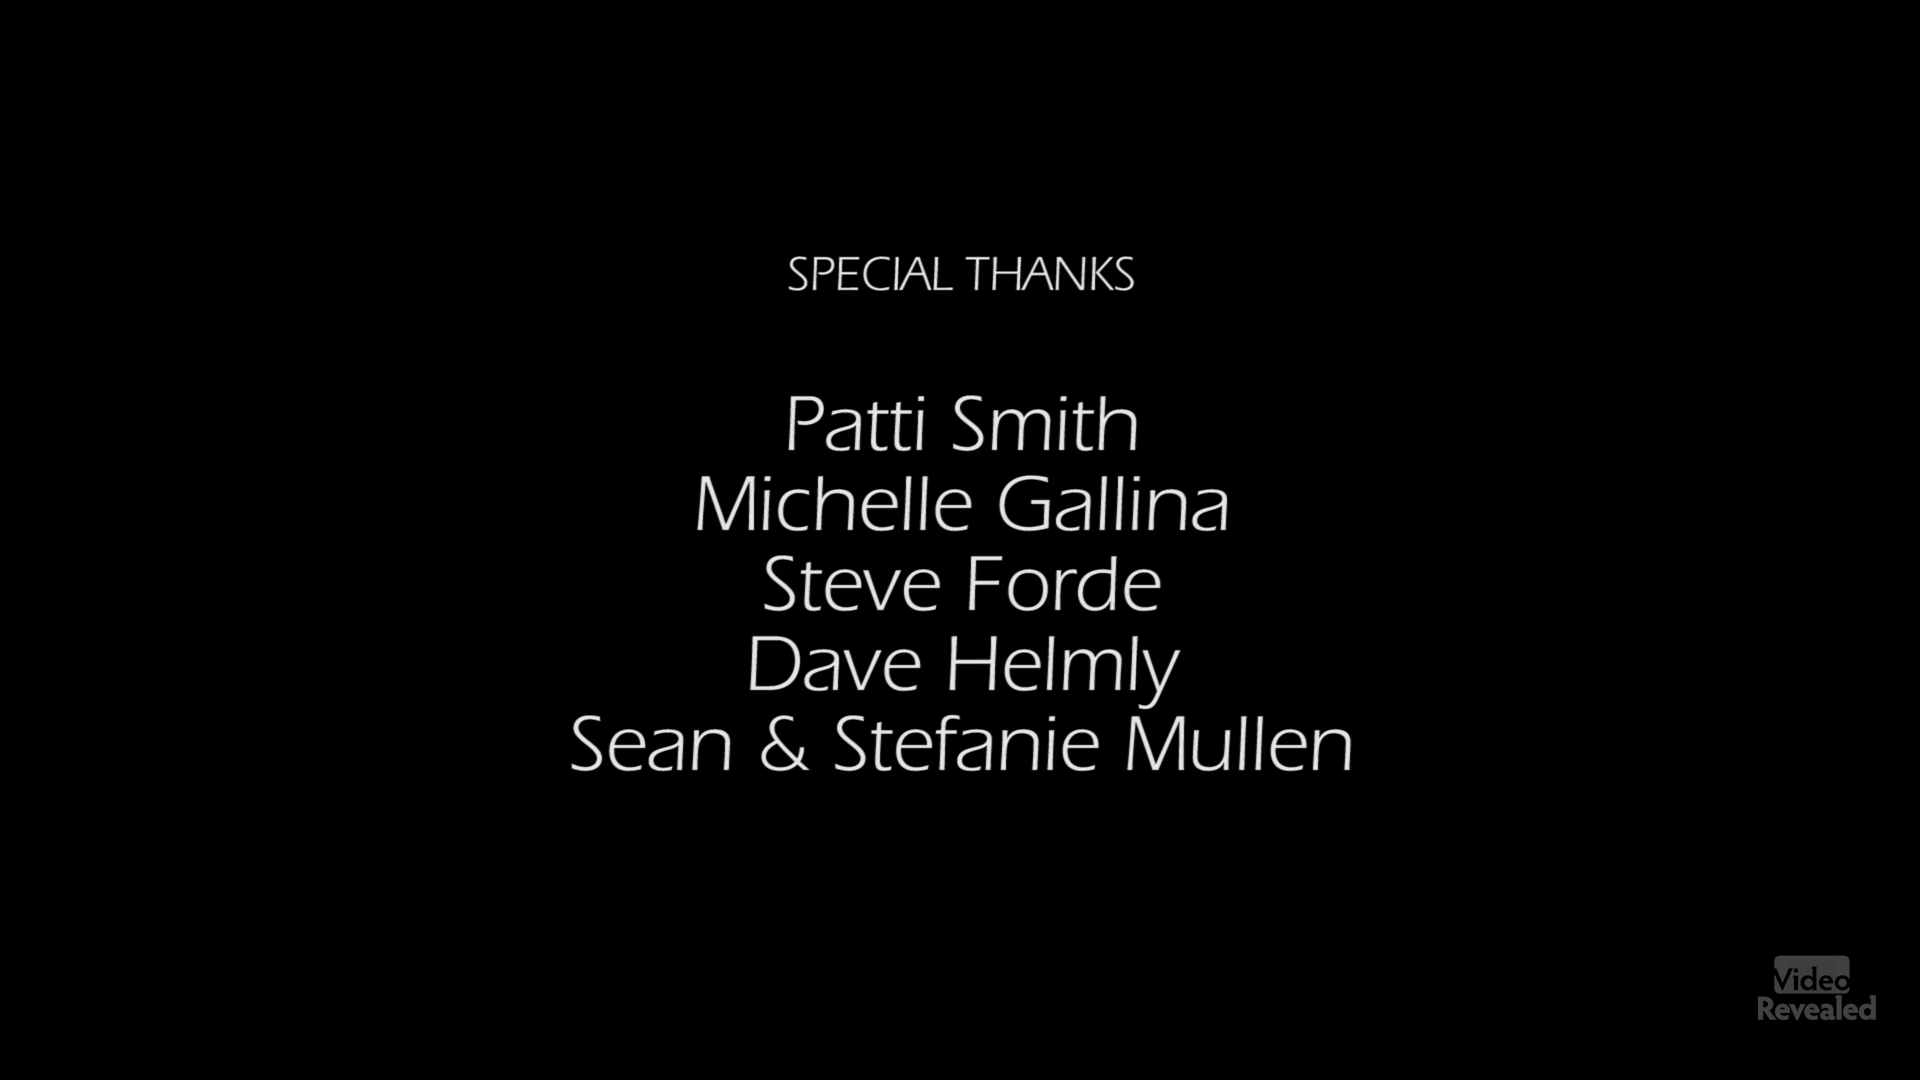 SPECIAL THANKS
Patti Smith
Michelle Gallina
Steve Forde
Dave Helmly
Sean & Stefanie Mullen
Video
Revealed